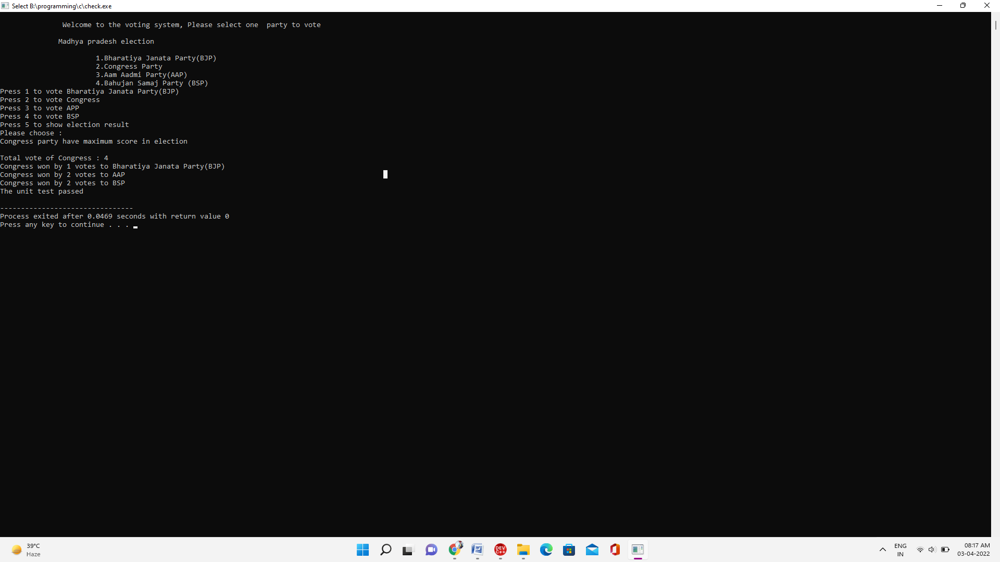 Select B:\programming\c\check.exe
Welcome to the voting system, Please select one  party to vote
Madhya pradesh election
1.Bharatiya Janata Party(BJP)
2.Congress Party
3.Aam Aadmi Party(AAP)
4.Bahujan Samaj Party (BSP)
Press 1 to vote Bharatiya Janata Party(BJP)
Press 2 to vote Congress
Press 3 to vote APP
Press 4 to vote BSP
Press 5 to show election result
Please choose :
Congress party have maximum score in election
Total vote of Congress : 4
Congress won by 1 votes to Bharatiya Janata Party(BJP)
Congress won by 2 votes to AAP
Congress won by 2 votes to BSP
The unit test passed
--------------------------------
Process exited after 0.0469 seconds with return value 0
Press any key to continue . . .
39°C
Haze
DEV
C++
ENG
IN
08:17 AM
03-04-2022